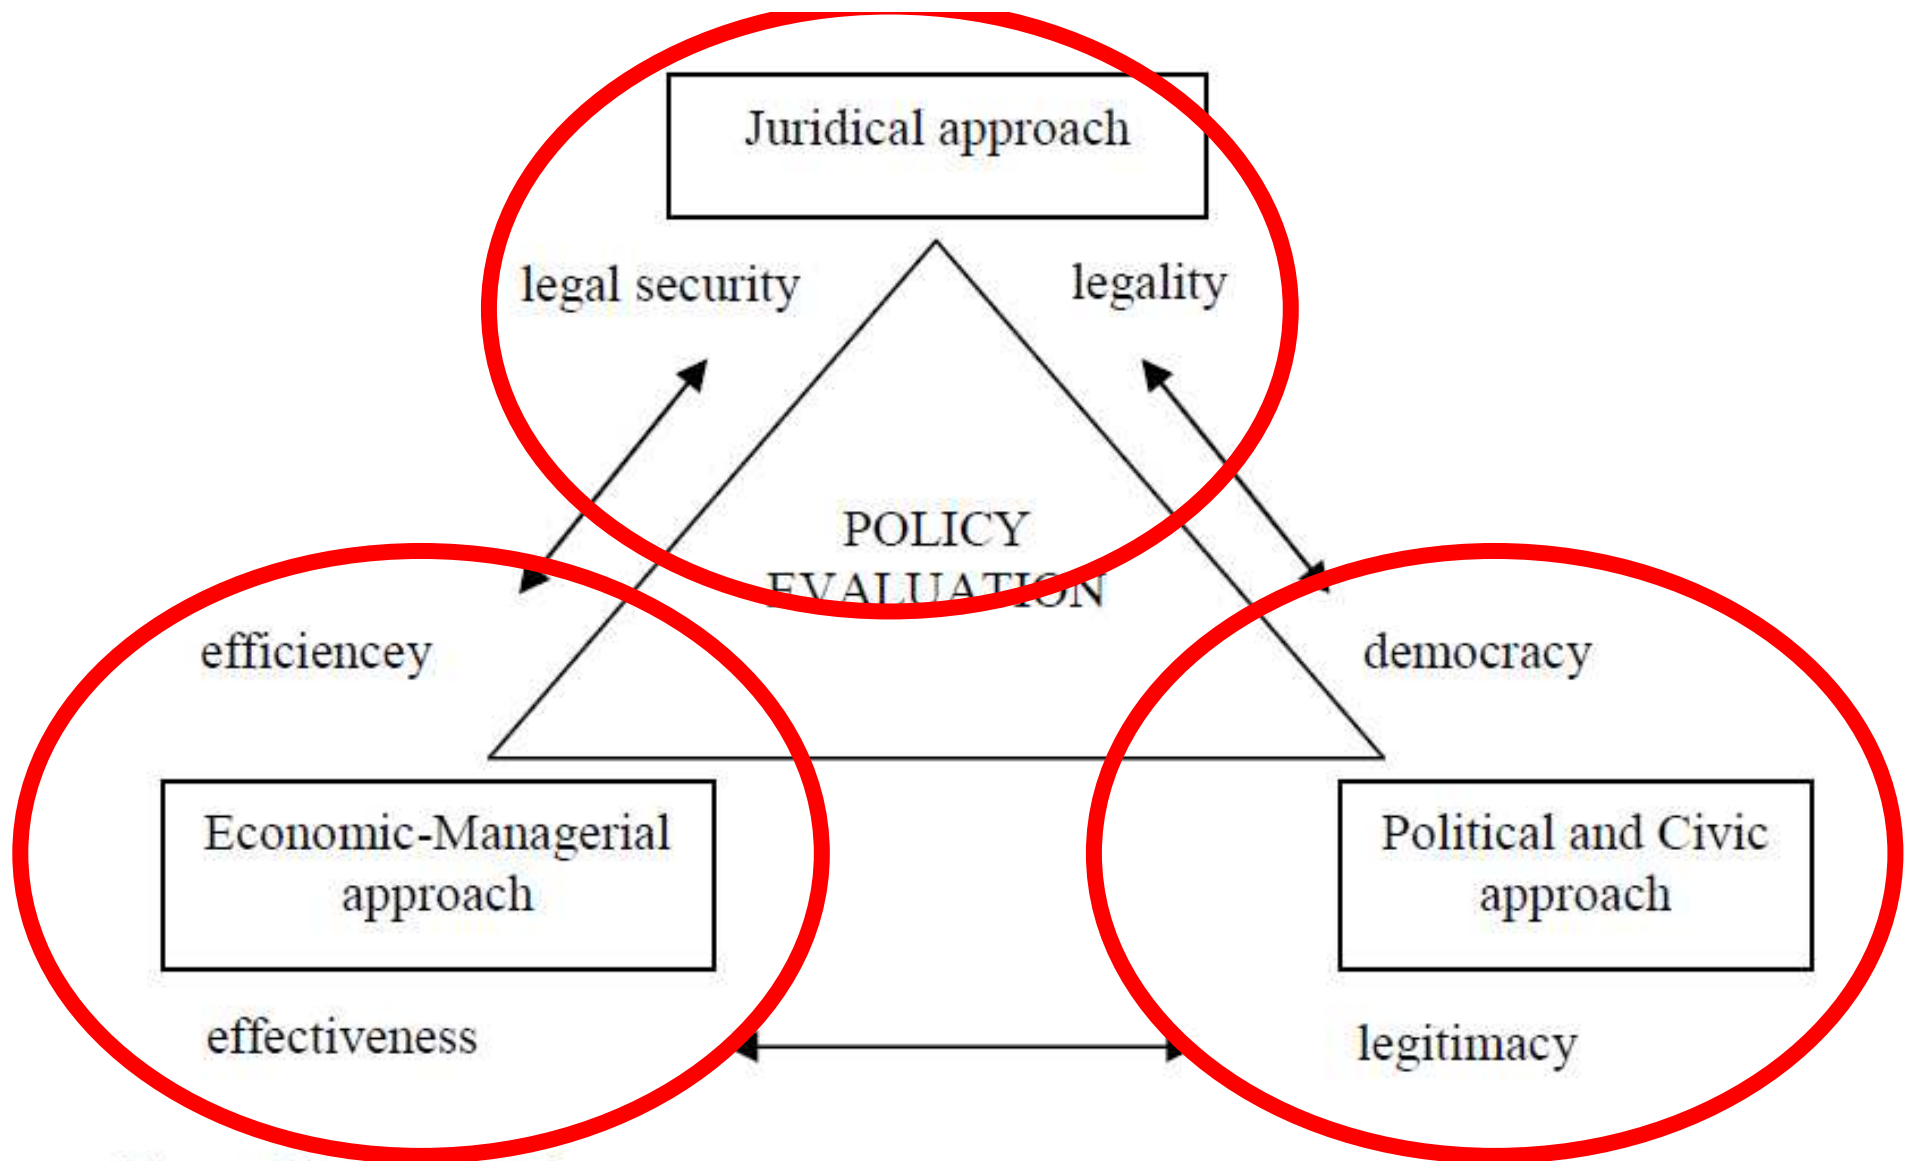 Juridical approach
legal security
legality
POLICY
EVALUATION
efficiencey
democracy
Economic-Managerial
approach
Political and Civic
approach
effectiveness
legitimacy